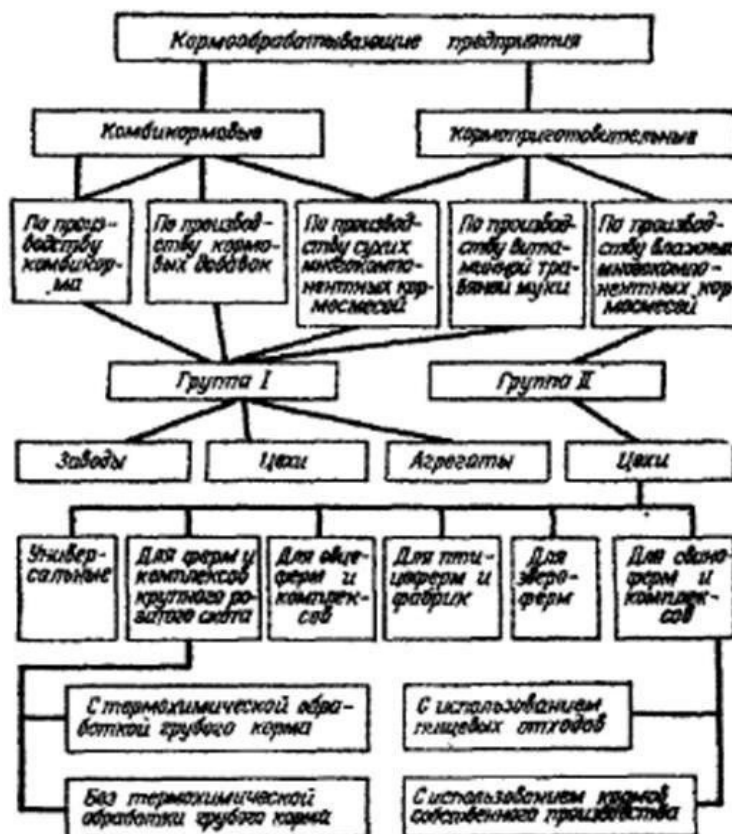 Кормообрабатывающие предприятия
Комбикормовые
Кормоприготовительные
По произ-
водству
комбикор-
ма
По производ-
ству кормо-
вых добавок
По производ-
ству сухих
многокомпо-
нентных кор-
мосмесей
По производ-
ству вита-
минной тра-
вяной муки
По производ-
ству влажных
многокомпо-
нентных кор-
мосмесей
Группа I
Группа II
Заводы
Цехи
Агрегаты
Цехи
Универ-
сальные
Для ферм и
комплексов
крупного ро-
гатого скота
Для овце-
ферм и
комплек-
сов
Для пти-
цеферм и
фабрик
Для
зверо-
ферм
Для свино-
ферм и
комплек-
сов
С термохимической обра-
боткой грубого корма
С использованием
пищевых отходов
Без термохимической
обработки грубого корма
С использованием кормов
собственного производства